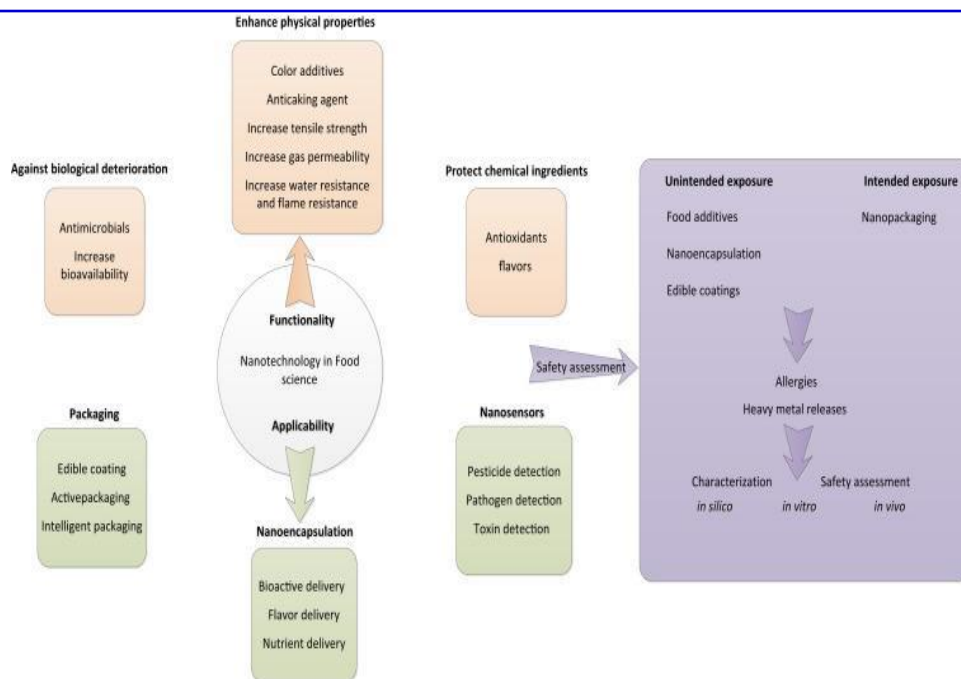 Enhance physical properties
Color additives
Anticaking agent
Increase tensile strength
Increase gas permeability
Increase water resistance
and flame resistance
Against biological deterioration
Antimicrobials
Increase
bioavailability
Protect chemical ingredients
Antioxidants
flavors
Functionality
Nanotechnology in Food
science
Applicability
Packaging
Edible coating
Activepackaging
Intelligent packaging
Nanoencapsulation
Bioactive delivery
Flavor delivery
Nutrient delivery
Nanosensors
Pesticide detection
Pathogen detection
Toxin detection
Safety assessment
Unintended exposure
Food additives
Nanoencapsulation
Edible coatings
Intended exposure
Nanopackaging
Allergies
Heavy metal releases
Characterization
Safety assessment
in silico
in vitro
in vivo